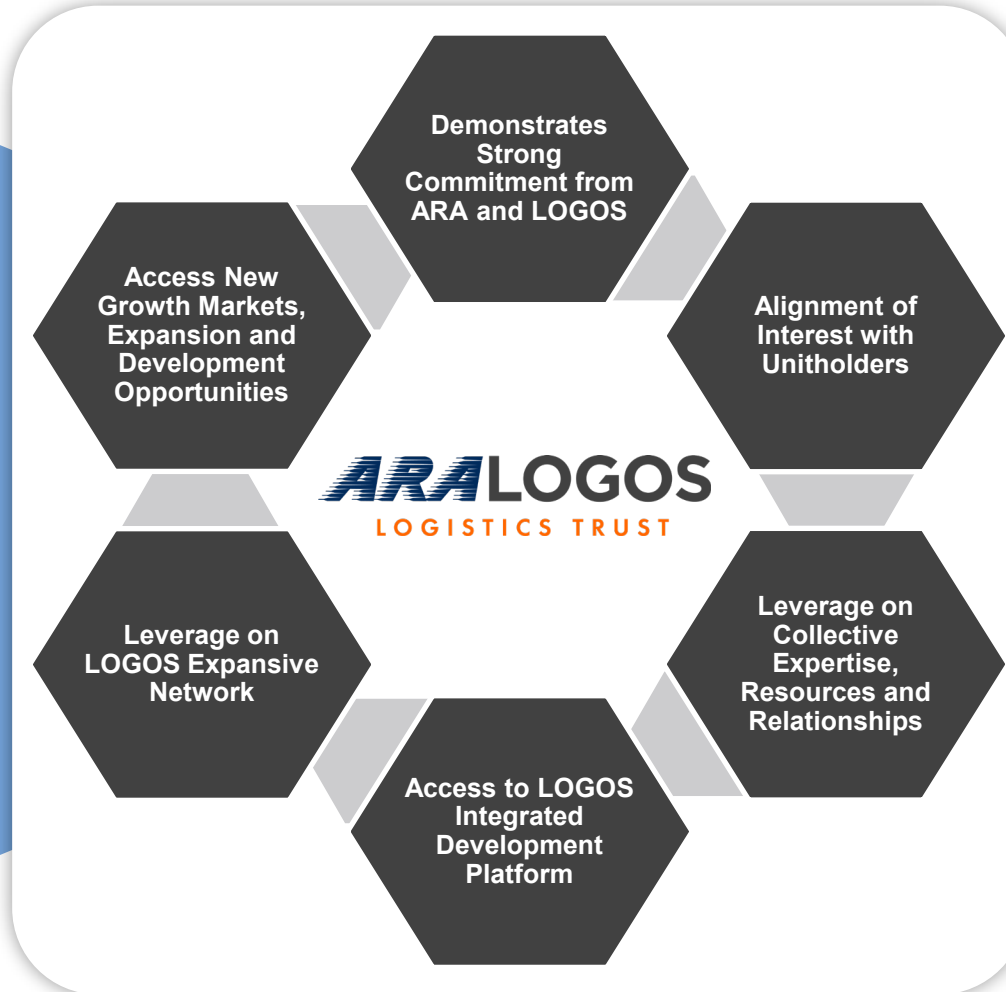 Demonstrates
Strong
Commitment from
ARA and LOGOS
Alignment of
Interest with
Unitholders
Leverage on
Collective
Expertise,
Resources and
Relationships
Access to LOGOS
Integrated
Development
Platform
Leverage on
LOGOS Expansive
Network
Access New
Growth Markets,
Expansion and
Development
Opportunities
ARALOGOS
LOGISTICS TRUST